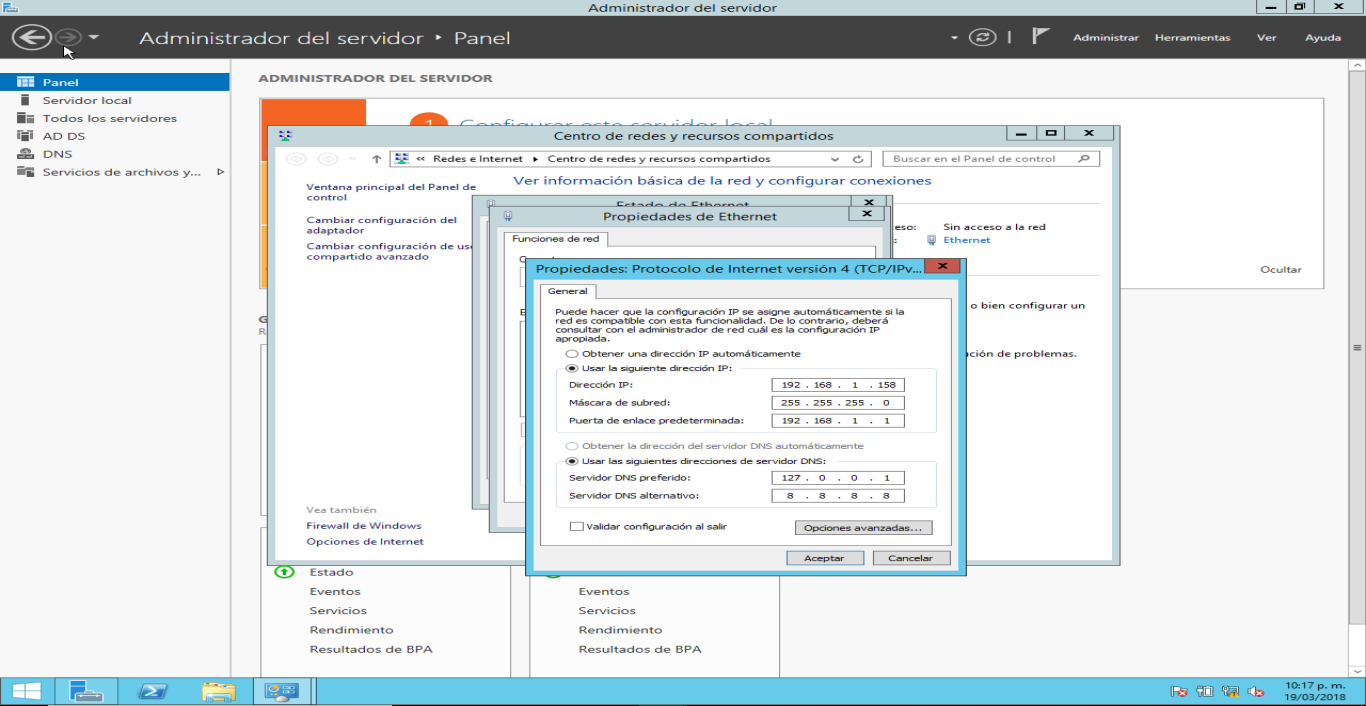 Administrador del servidor
Administrador del servidor ‣ Panel
Administrar Herramientas Ver Ayuda
Panel
Servidor local
Todos los servidores
AD DS
DNS
Servicios de archivos y...
ADMINISTRADOR DEL SERVIDOR
1 Configurar este servidor local
Centro de redes y recursos compartidos
« Redes e Internet ▸ Centro de redes y recursos compartidos
Buscar en el Panel de control
Ventana principal del Panel de
control
Cambiar configuración del
adaptador
Cambiar configuración de uso
compartido avanzado
Ver información básica de la red y configurar conexiones
Estado de Ethernet
Propiedades de Ethernet
Funciones de red
eso: Sin acceso a la red
: Ethernet
Ocultar
o bien configurar un
ción de problemas.
Propiedades: Protocolo de Internet versión 4 (TCP/IPv...
General
Puede hacer que la configuración IP se asigne automáticamente si la
red es compatible con esta funcionalidad. De lo contrario, deberá
consultar con el administrador de red cuál es la configuración IP
apropiada.
Obtener una dirección IP automáticamente
Usar la siguiente dirección IP:
Dirección IP: 192 . 168 . 1 . 158
Máscara de subred: 255 . 255 . 255 . 0
Puerta de enlace predeterminada: 192 . 168 . 1 . 1
Obtener la dirección del servidor DNS automáticamente
Usar las siguientes direcciones de servidor DNS:
Servidor DNS preferido: 127 . 0 . 0 . 1
Servidor DNS alternativo: 8 . 8 . 8 . 8
Validar configuración al salir
Opciones avanzadas...
Aceptar Cancelar
Vea también
Firewall de Windows
Opciones de Internet
Estado
Eventos
Servicios
Rendimiento
Resultados de BPA
Eventos
Servicios
Rendimiento
Resultados de BPA
10:17 p. m.
19/03/2018